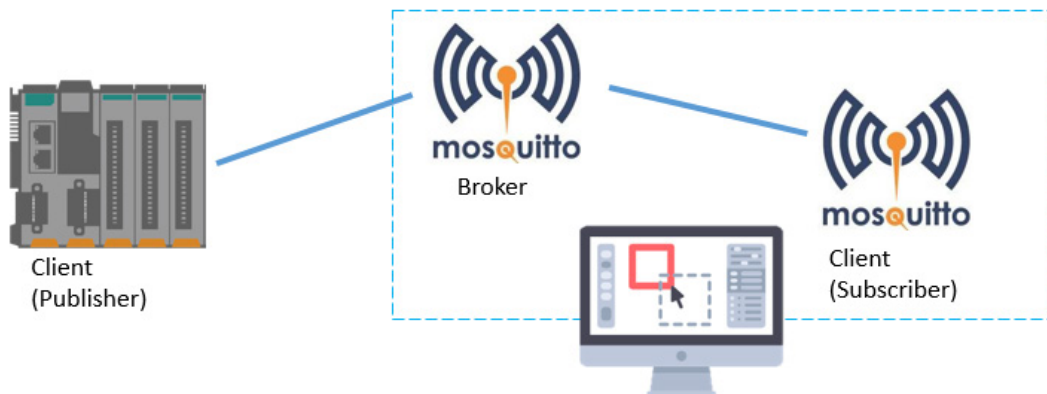 mosquitto
Broker
mosquitto
Client
(Publisher)
Client
(Subscriber)